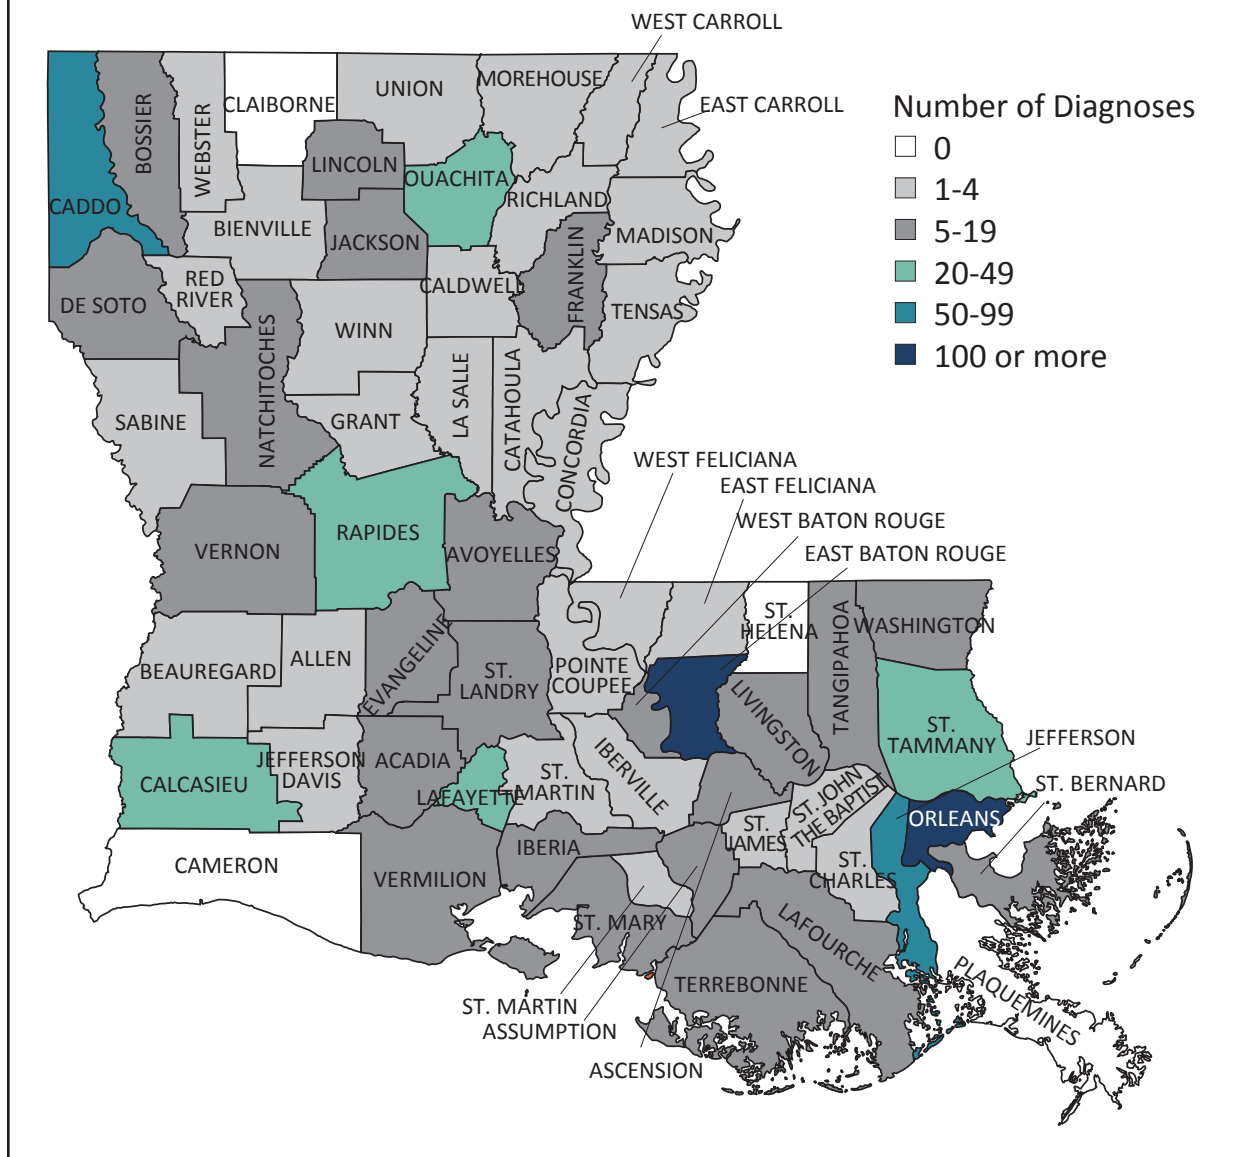 WEST CARROLL
CLAIBORNE
UNION
MOREHOUSE
EAST CARROLL
Number of Diagnoses
0
1-4
5-19
20-49
50-99
100 or more
BOSSIER
WEBSTER
LINCOLN
OUACHITA
RICHLAND
CADDO
BIENVILLE
JACKSON
FRANKLIN
MADISON
RED
RIVER
DE SOTO
CALDWELL
TENSAS
NATCHITOCHES
WINN
SABINE
GRANT
LA SALLE
CATAHOULA
CONCORDIA
WEST FELICIANA
EAST FELICIANA
WEST BATON ROUGE
EAST BATON ROUGE
VERNON
RAPIDES
AVOYELLES
ST.
HELENA
TANGIPAHOA
WASHINGTON
BEAUREGARD
ALLEN
EVANGELINE
ST.
LANDRY
POINTE
COUPEE
LIVINGSTON
ST.
TAMMANY
JEFFERSON
ST. BERNARD
CALCASIEU
JEFFERSON
DAVIS
ACADIA
LAFAYETTE
ST.
MARTIN
IBERVILLE
ST. JOHN
THE BAPTIST
ORLEANS
ST.
JAMES
CAMERON
VERMILION
IBERIA
ST.
CHARLES
ST. MARY
LAFOURCHE
TERREBONNE
PLAQUEMINES
ST. MARTIN
ASSUMPTION
ASCENSION